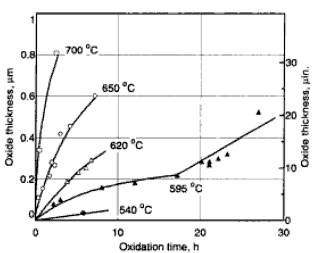 1
0.8
0.6
0.4
0.2
0
Oxide thickness, μm
700 °C
650 °C
620 °C
595 °C
540 °C
30
20
10
0
Oxide thickness, μin.
0 10 20 30
Oxidation time, h